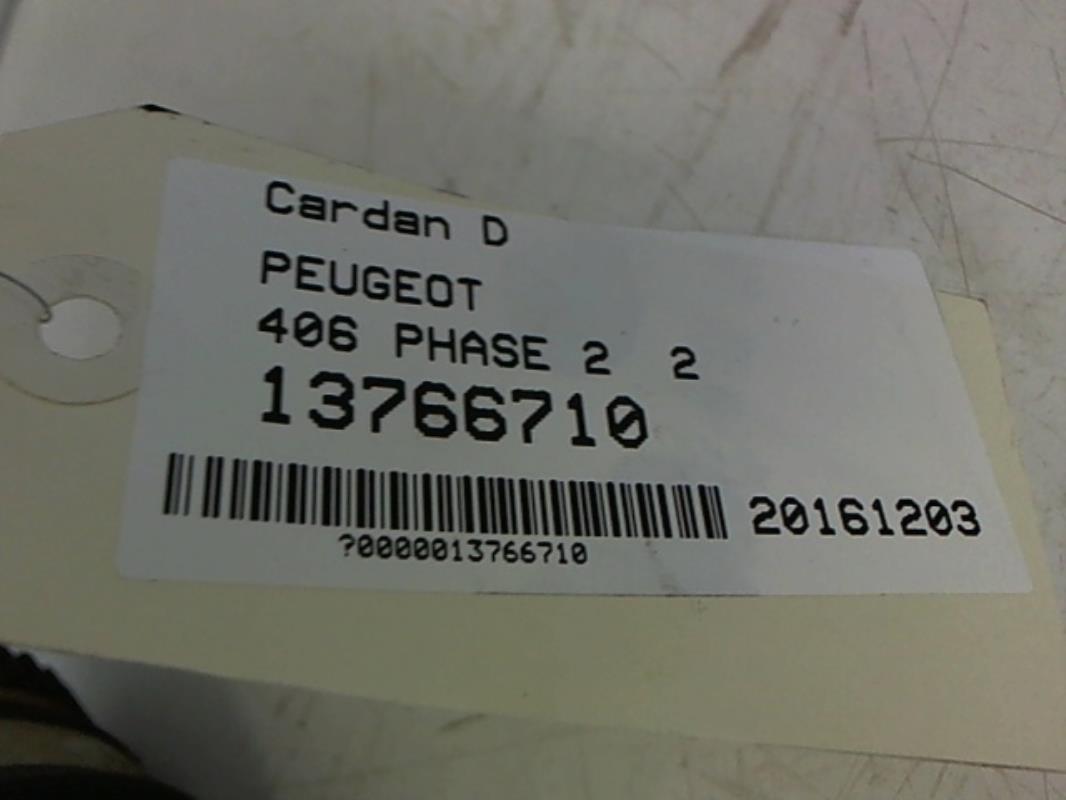 Cardan D
PEUGEOT
406 PHASE 2  2
13766710
20161203
?0000013766710